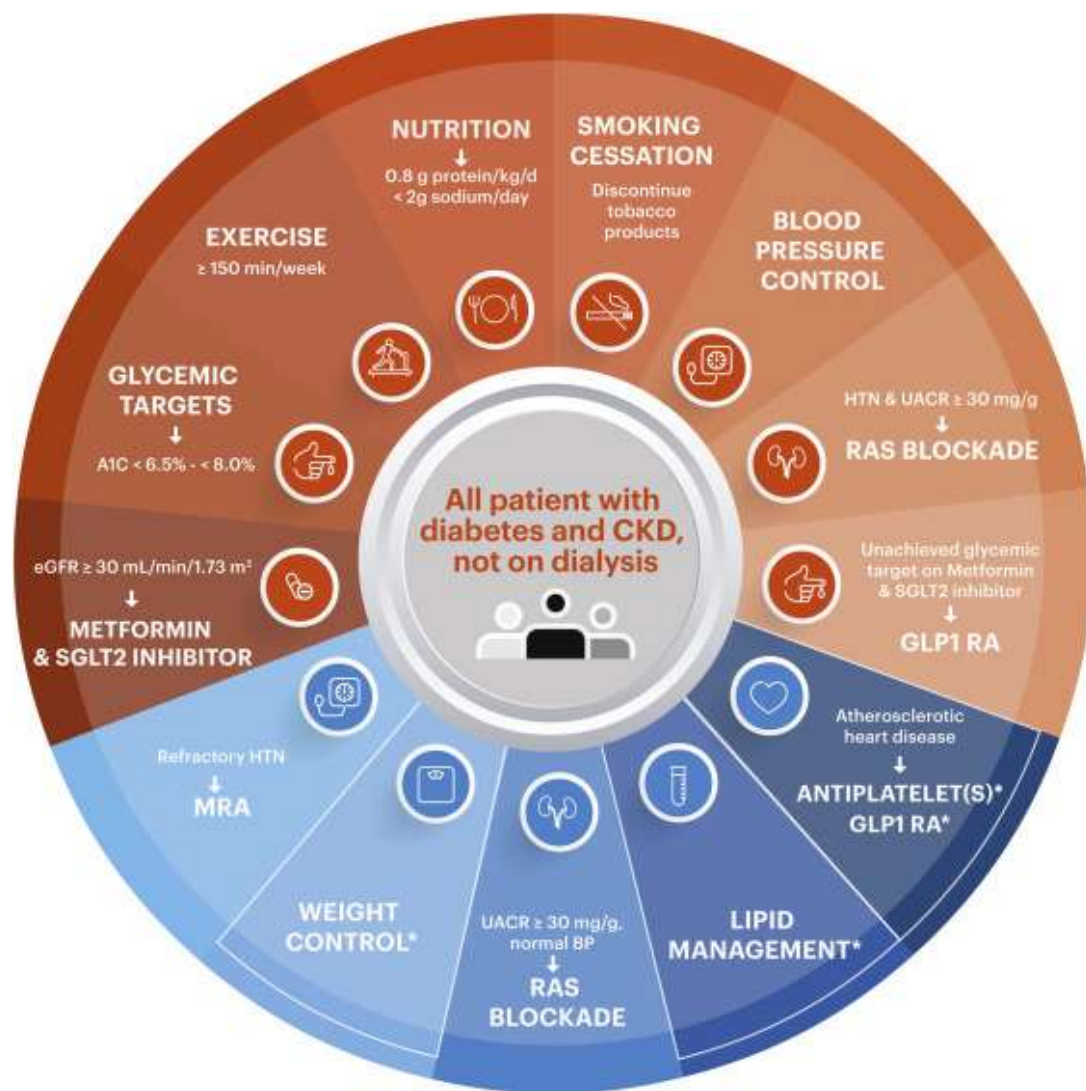 NUTRITION
0.8 g protein/kg/d
< 2g sodium/day
SMOKING
CESSATION
Discontinue
tobacco
products
BLOOD
PRESSURE
CONTROL
HTN & UACR ≥ 30 mg/g
RAS BLOCKADE
Unachieved glycemic
target on Metformin
& SGLT2 inhibitor
GLP1 RA
Atherosclerotic
heart disease
ANTIPLATELET(S)*
GLP1 RA*
LIPID
MANAGEMENT*
UACR ≥ 30 mg/g,
normal BP
RAS
BLOCKADE
WEIGHT
CONTROL*
Refractory HTN
MRA
eGFR ≥ 30 mL/min/1.73 m²
METFORMIN
& SGLT2 INHIBITOR
GLYCEMIC
TARGETS
A1C < 6.5% - < 8.0%
EXERCISE
≥ 150 min/week
All patient with
diabetes and CKD,
not on dialysis